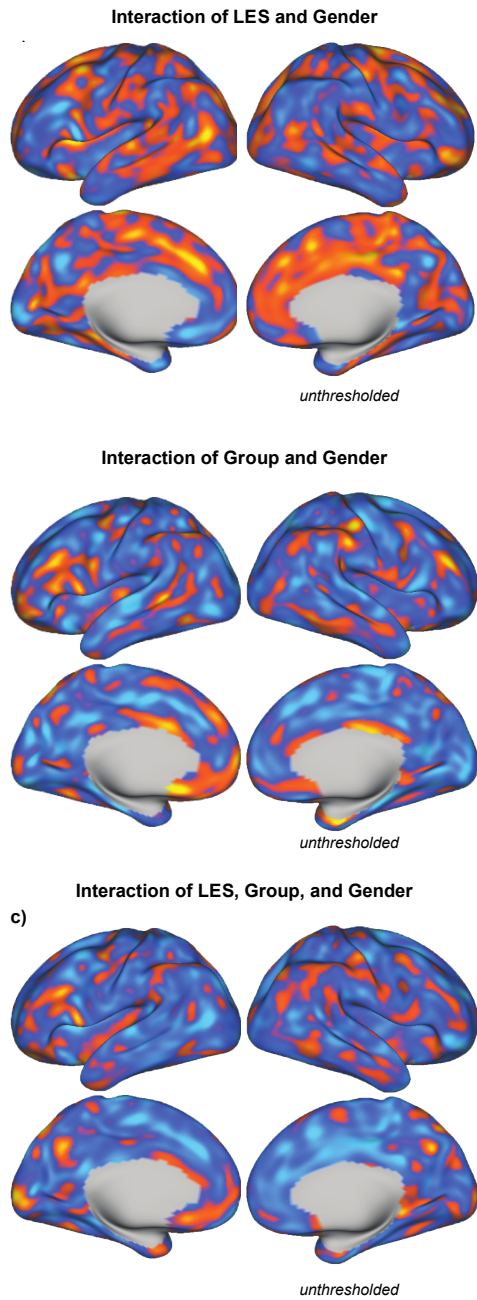 Interaction of LES and Gender
unthresholded
Interaction of Group and Gender
unthresholded
Interaction of LES, Group, and Gender
c)
unthresholded